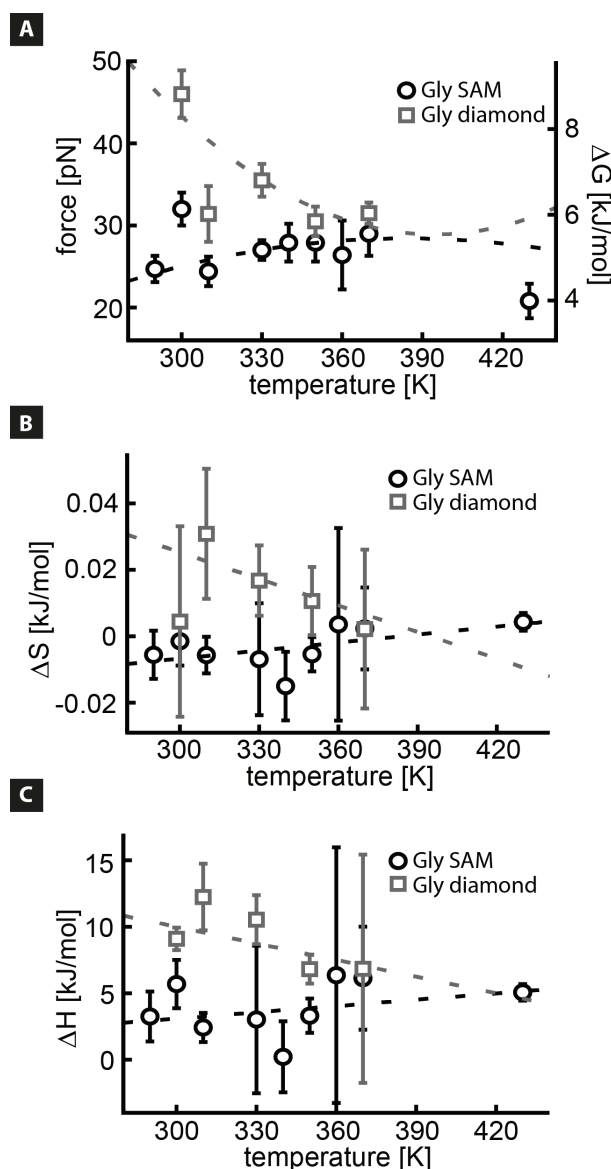 A
50
40
30
20
force [pN]
Gly SAM
Gly diamond
8
6
4
ΔG [kJ/mol]
300 330 360 390 420
temperature [K]
B
0.04
0.02
0
-0.02
ΔS [kJ/mol]
Gly SAM
Gly diamond
300 330 360 390 420
temperature [K]
C
15
10
5
0
ΔH [kJ/mol]
Gly SAM
Gly diamond
300 330 360 390 420
temperature [K]